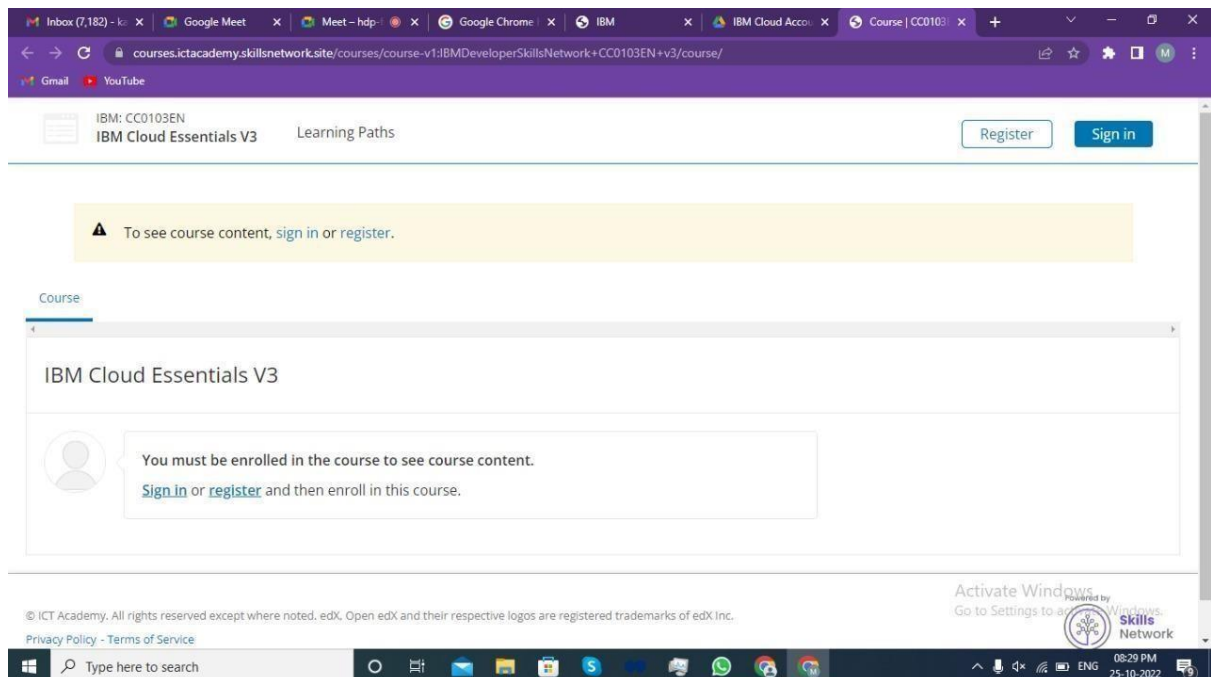 Inbox (7,182) - ka
Google Meet
Meet – hdp-
Google Chrome
IBM
IBM Cloud Accou
Course | CC0103
courses.ictacademy.skillsnetwork.site/courses/course-v1:IBMDeveloperSkillsNetwork+CC0103EN+v3/course/
M
Gmail
YouTube
IBM: CC0103EN
IBM Cloud Essentials V3
Learning Paths
Register
Sign in
To see course content, sign in or register.
Course
IBM Cloud Essentials V3
You must be enrolled in the course to see course content.
Sign in or register and then enroll in this course.
Activate Windows
Go to Settings to activate Windows.
Powered by
Skills
Network
© ICT Academy. All rights reserved except where noted. edX, Open edX and their respective logos are registered trademarks of edX Inc.
Privacy Policy - Terms of Service
Type here to search
ENG
08:29 PM
25-10-2022